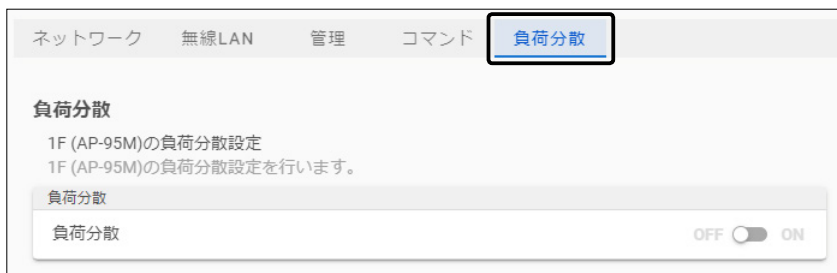 ネットワーク 無線LAN 管理 コマンド 負荷分散
負荷分散
1F (AP-95M)の負荷分散設定
1F (AP-95M)の負荷分散設定を行います。
負荷分散
負荷分散 OFF ON